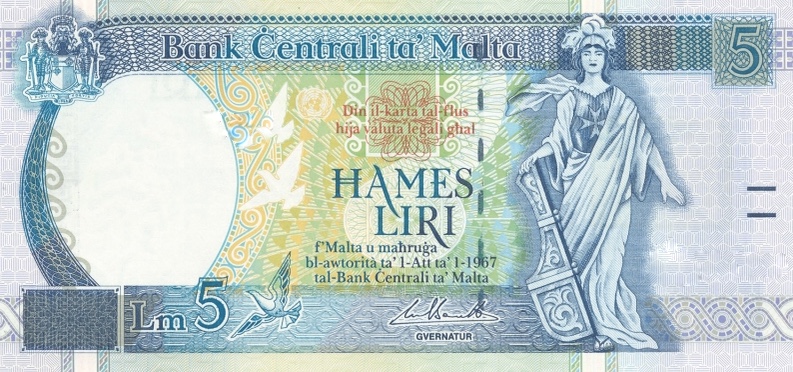 Bank Ċentrali ta' Malta
5
Din il-karta tal-flus
hija valuta legali għal
ĦAMES
LIRI
f'Malta u maħruġa
bl-awtorità ta' l-Att ta' l-1967
tal-Bank Ċentrali ta' Malta
Lm 5
GVERNATUR